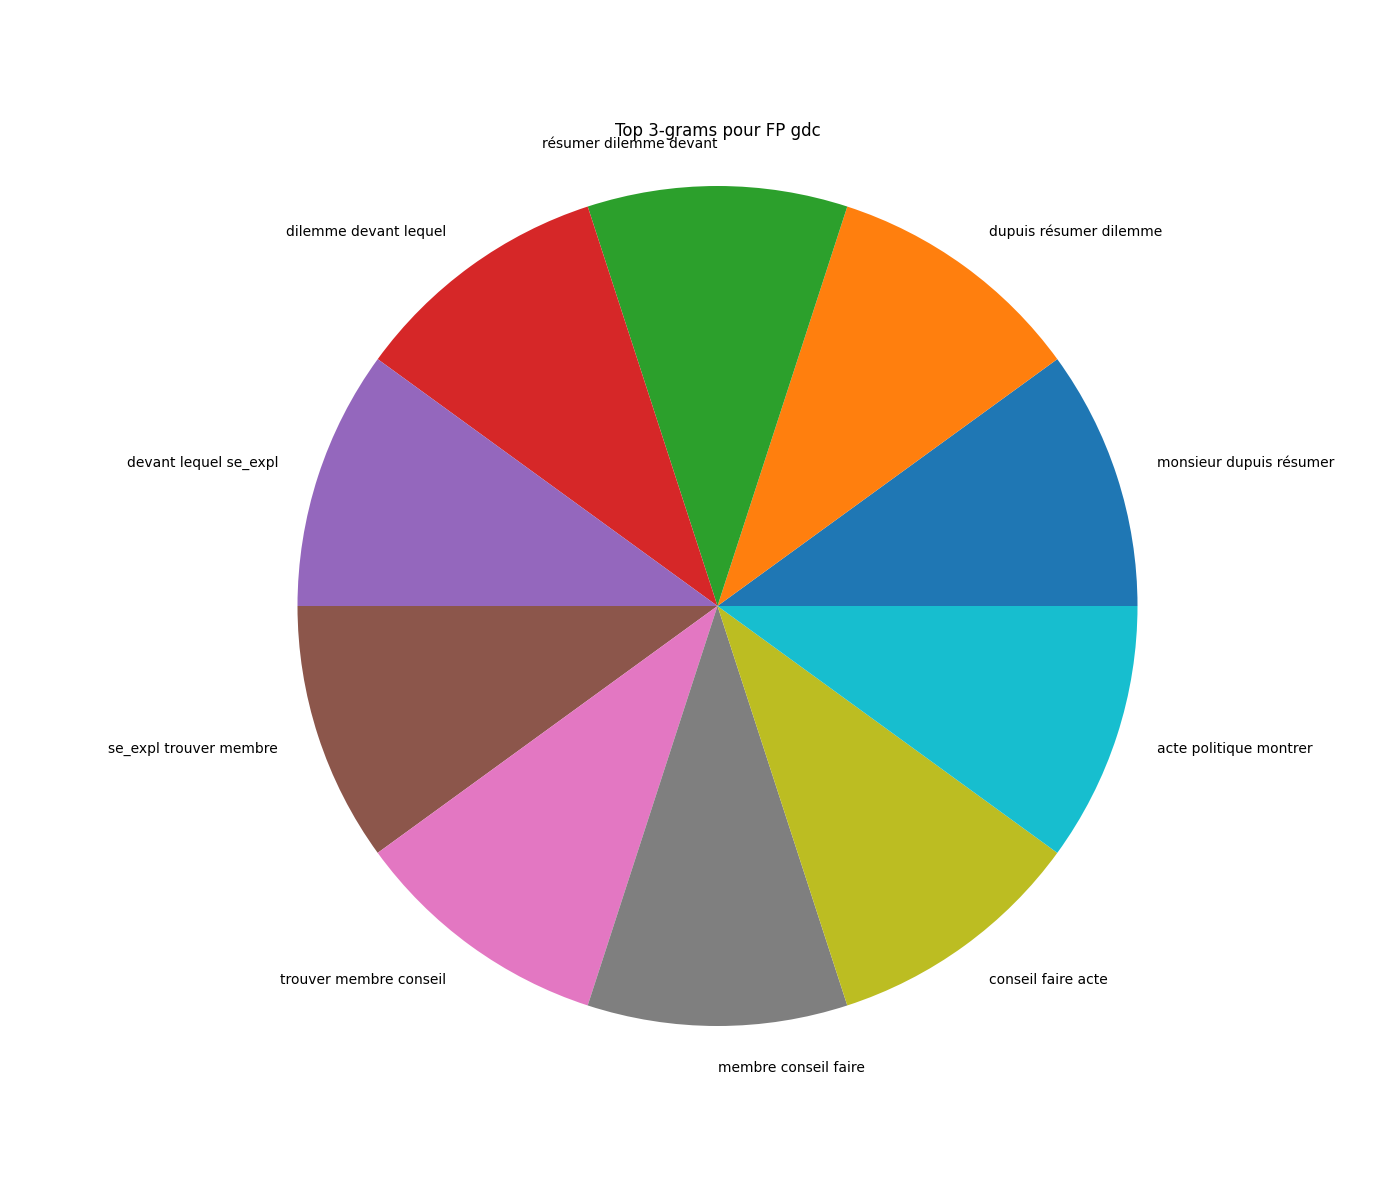 Top 3-grams pour FP gdc
résumer dilemme devant
dilemme devant lequel
dupuis résumer dilemme
devant lequel se_expl
monsieur dupuis résumer
se_expl trouver membre
acte politique montrer
trouver membre conseil
conseil faire acte
membre conseil faire